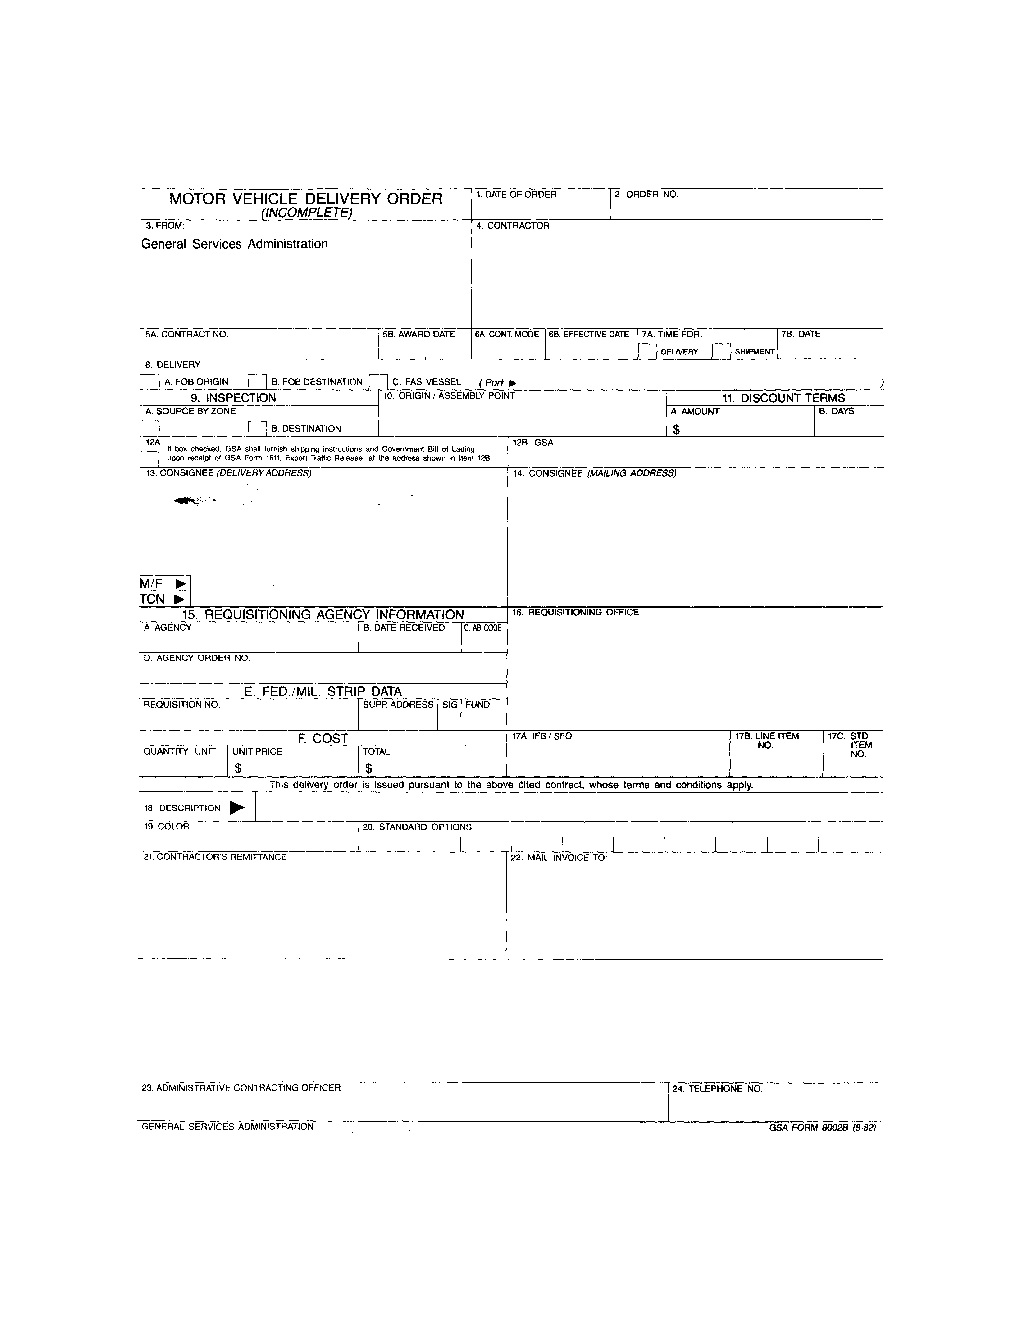 MOTOR VEHICLE DELIVERY ORDER
(INCOMPLETE)
1. DATE OF ORDER
2. ORDER NO.
3. FROM:
General Services Administration
4. CONTRACTOR
5A. CONTRACT NO.
5B. AWARD DATE
6A. CONT. MODE
6B. EFFECTIVE DATE
7A. TIME FOR:
DELIVERY
SHIPMENT
7B. DATE
8. DELIVERY
A. FOB ORIGIN
B. FOB DESTINATION
C. FAS VESSEL
(Port ▶
)
9. INSPECTION
A. SOURCE BY ZONE
B. DESTINATION
10. ORIGIN / ASSEMBLY POINT
11. DISCOUNT TERMS
A. AMOUNT
$
B. DAYS
12A.
If box checked, GSA shall furnish shipping instructions and Government Bill of Lading
upon receipt of GSA Form 1611, Export Traffic Release, at the address shown in Item 12B.
12B. GSA
13. CONSIGNEE (DELIVERY ADDRESS)
14. CONSIGNEE (MAILING ADDRESS)
M/F ▶
TCN ▶
15. REQUISITIONING AGENCY INFORMATION
A. AGENCY
B. DATE RECEIVED
C. AB CODE
D. AGENCY ORDER NO.
16. REQUISITIONING OFFICE
E. FED./MIL. STRIP DATA
REQUISITION NO.
SUPP. ADDRESS
SIG
FUND
F. COST
QUANTITY UNIT
UNIT PRICE
$
TOTAL
$
17A. IFB / SFO
17B. LINE ITEM
NO.
17C. STD
ITEM
NO.
This delivery order is issued pursuant to the above cited contract, whose terms and conditions apply.
18. DESCRIPTION ▶
19. COLOR
20. STANDARD OPTIONS
21. CONTRACTOR'S REMITTANCE
22. MAIL INVOICE TO:
23. ADMINISTRATIVE CONTRACTING OFFICER
24. TELEPHONE NO.
GENERAL SERVICES ADMINISTRATION
GSA FORM 8002B (5-82)